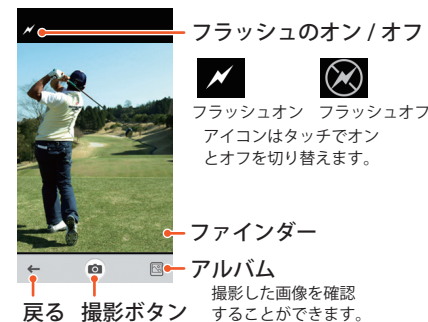 フラッシュのオン / オフ
フラッシュオン フラッシュオフ
アイコンはタッチでオン
とオフを切り替えます。
ファインダー
アルバム
撮影した画像を確認
することができます。
戻る 撮影ボタン